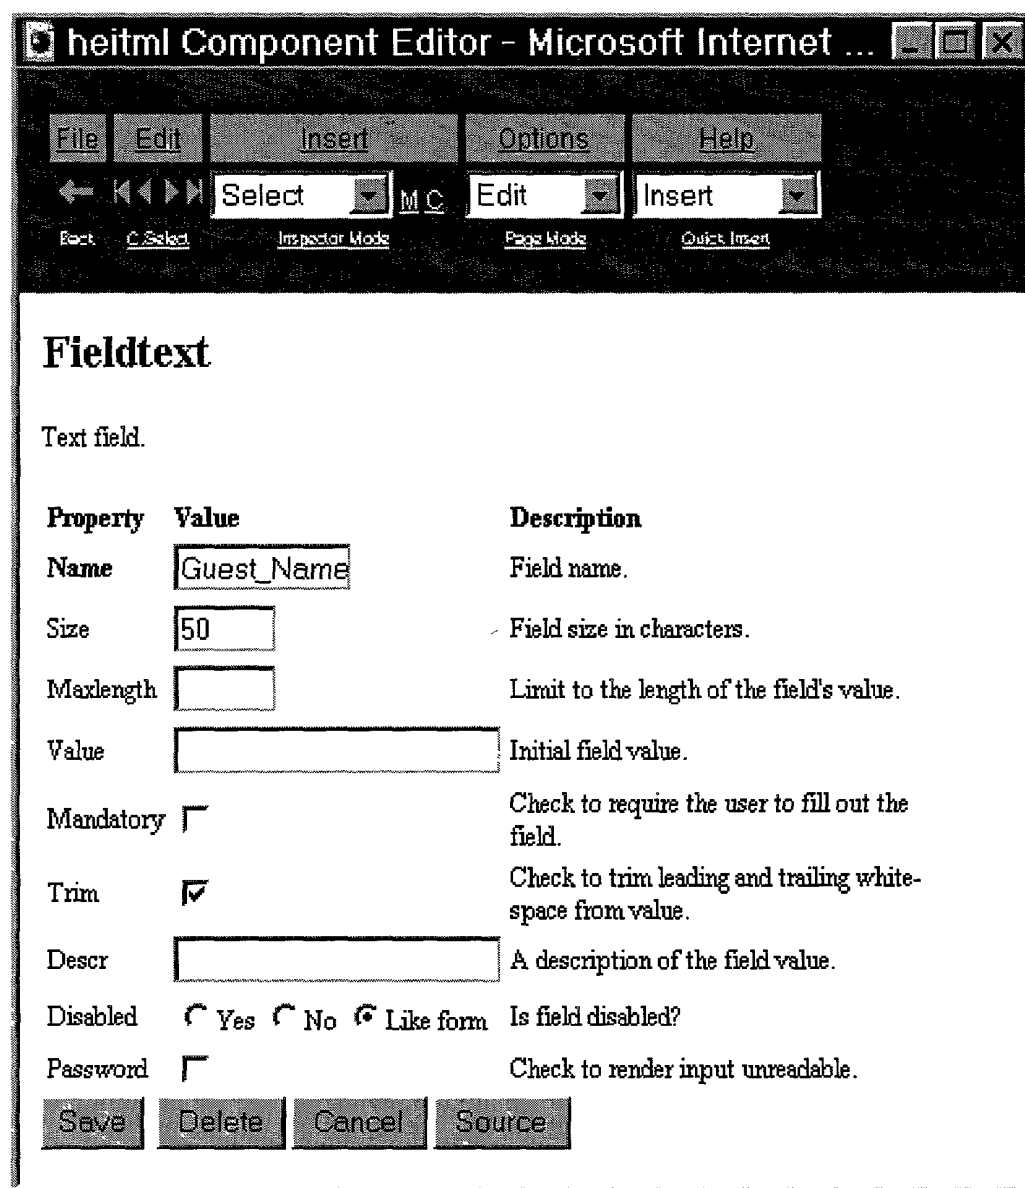 heitml Component Editor - Microsoft Internet ...
File Edit Insert Options Help
Select M C Edit Insert
Back C.Select Inspector Mode Page Mode Quick Insert
Fieldtext
Text field.
Property Value Description
Name Guest_Name Field name.
Size 50 Field size in characters.
Maxlength Limit to the length of the field's value.
Value Initial field value.
Mandatory Check to require the user to fill out the
field.
Trim Check to trim leading and trailing white-
space from value.
Descr A description of the field value.
Disabled Yes No Like form Is field disabled?
Password Check to render input unreadable.
Save Delete Cancel Source